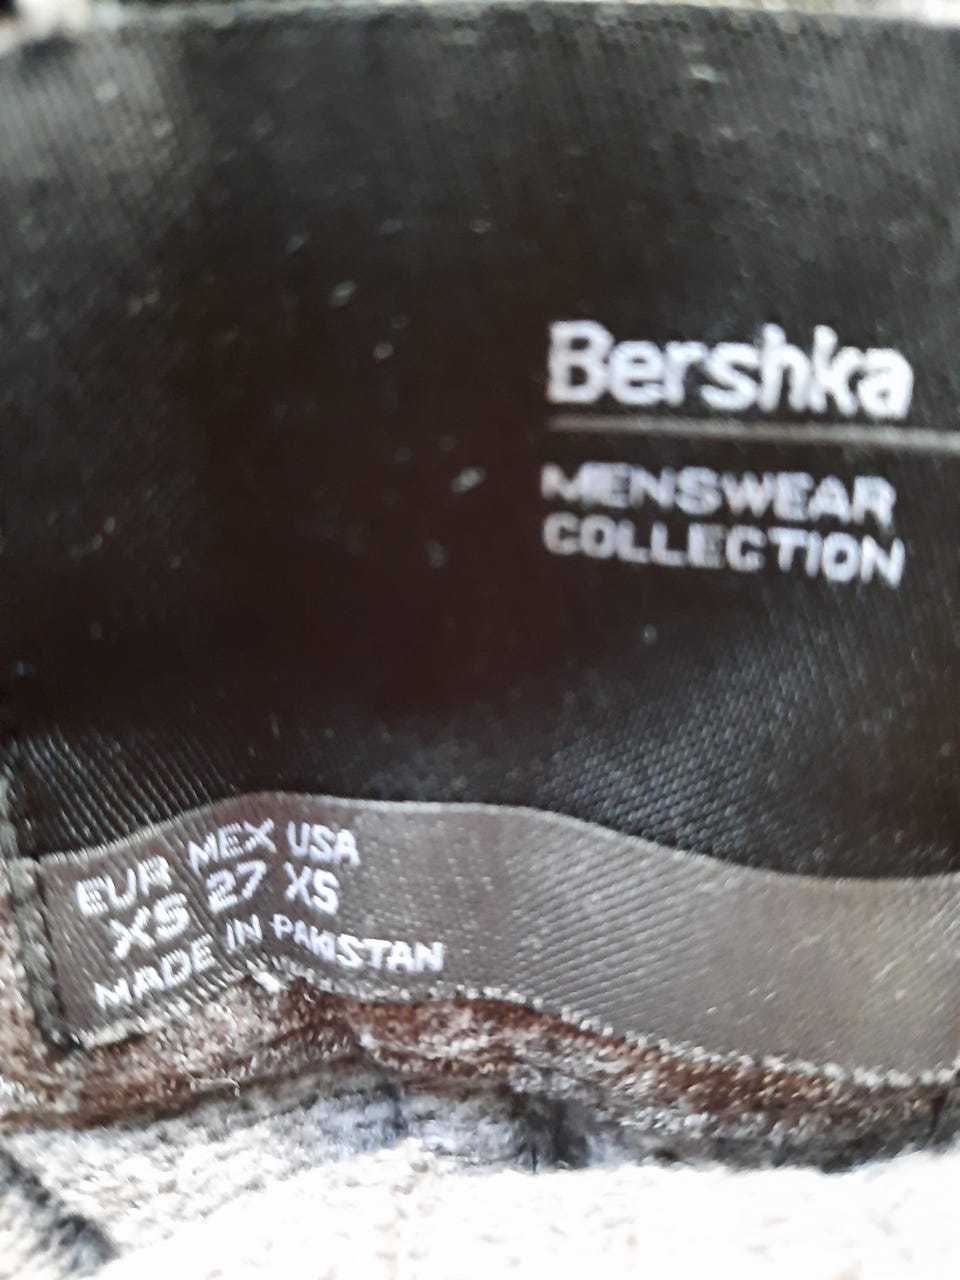 Bershka
MENSWEAR
COLLECTION
EUR MEX USA
XS 27 XS
MADE IN PAKISTAN